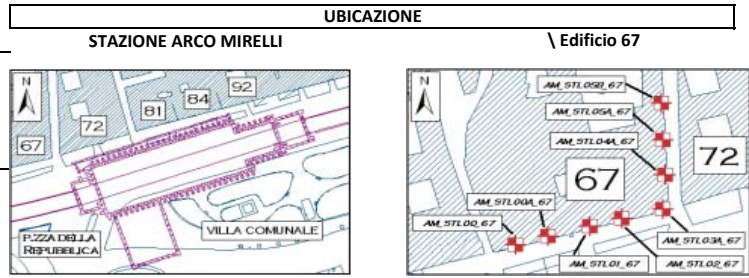 UBICAZIONE
STAZIONE ARCO MIRELLI
\ Edificio 67
N
67
72
81
84
92
P.ZZA DELLA
REPUBBLICA
VILLA COMUNALE
N
AM_STL05B_67
AM_STL05A_67
AM_STL04A_67
67
72
AM_STL00A_67
AM_STL00_67
AM_STL03A_67
AM_STL01_67
AM_STL02_67